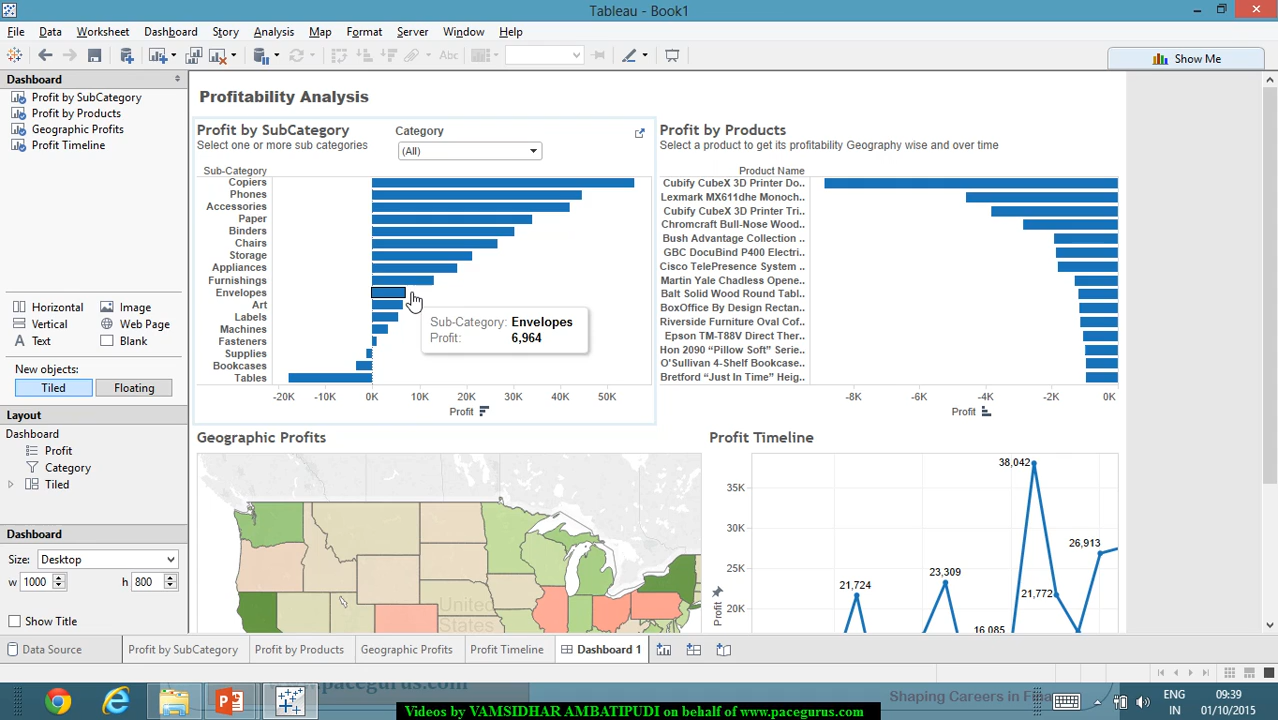 Tableau - Book1
File Data Worksheet Dashboard Story Analysis Map Format Server Window Help
Abc
Show Me
Dashboard
Profit by SubCategory
Profit by Products
Geographic Profits
Profit Timeline
Horizontal Image
Vertical Web Page
A Text Blank
New objects:
Tiled Floating
Layout
Dashboard
Profit
Category
Tiled
Dashboard
Size: Desktop
w 1000 h 800
Show Title
Profitability Analysis
Profit by SubCategory
Select one or more sub categories
Category
(All)
Sub-Category
Copiers
Phones
Accessories
Paper
Binders
Chairs
Storage
Appliances
Furnishings
Envelopes
Art
Labels
Machines
Fasteners
Supplies
Bookcases
Tables
-20K -10K 0K 10K 20K 30K 40K 50K
Profit
Sub-Category: Envelopes
Profit: 6,964
Profit by Products
Select a product to get its profitability Geography wise and over time
Product Name
Cubify CubeX 3D Printer Do..
Lexmark MX611dhe Monoch..
Cubify CubeX 3D Printer Tri..
Chromcraft Bull-Nose Wood..
Bush Advantage Collection ..
GBC DocuBind P400 Electri..
Cisco TelePresence System ..
Martin Yale Chadless Opene..
Balt Solid Wood Round Tabl..
BoxOffice By Design Rectan..
Riverside Furniture Oval Cof..
Epson TM-T88V Direct Ther..
Hon 2090 “Pillow Soft” Serie..
O'Sullivan 4-Shelf Bookcase..
Bretford “Just In Time” Heig..
-8K -6K -4K -2K 0K
Profit
Geographic Profits
United
States
Profit Timeline
Profit
35K
30K
25K
20K
38,042
26,913
23,309
21,724
21,772
16,085
Data Source Profit by SubCategory Profit by Products Geographic Profits Profit Timeline Dashboard 1
www.pacegurus.com
Shaping Careers in Fina
ENG
IN
09:39
01/10/2015
Videos by VAMSIDHAR AMBATIPUDI on behalf of www.pacegurus.com